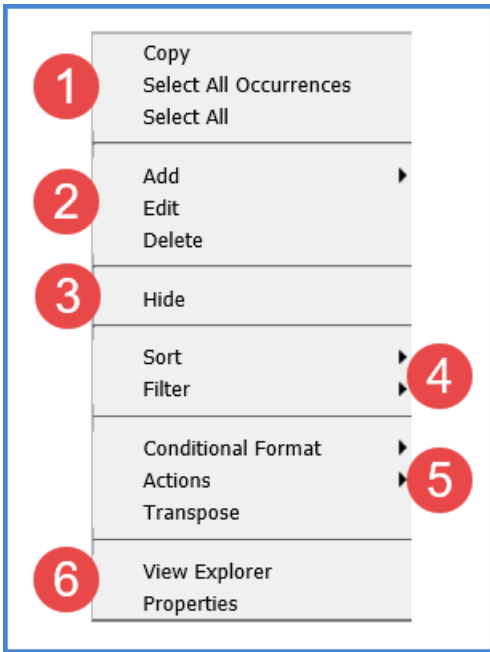 1
Copy
Select All Occurrences
Select All
2
Add
Edit
Delete
3
Hide
Sort
Filter
4
Conditional Format
Actions
5
Transpose
6
View Explorer
Properties